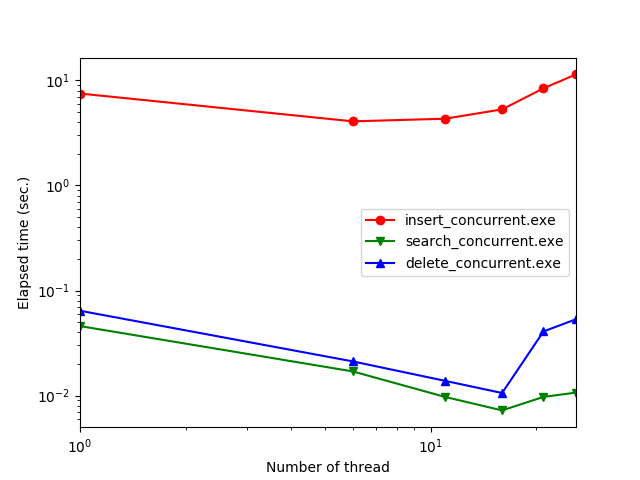 Elapsed time (sec.)
10¹
10⁰
10⁻¹
10⁻²
insert_concurrent.exe
search_concurrent.exe
delete_concurrent.exe
10⁰
10¹
Number of thread